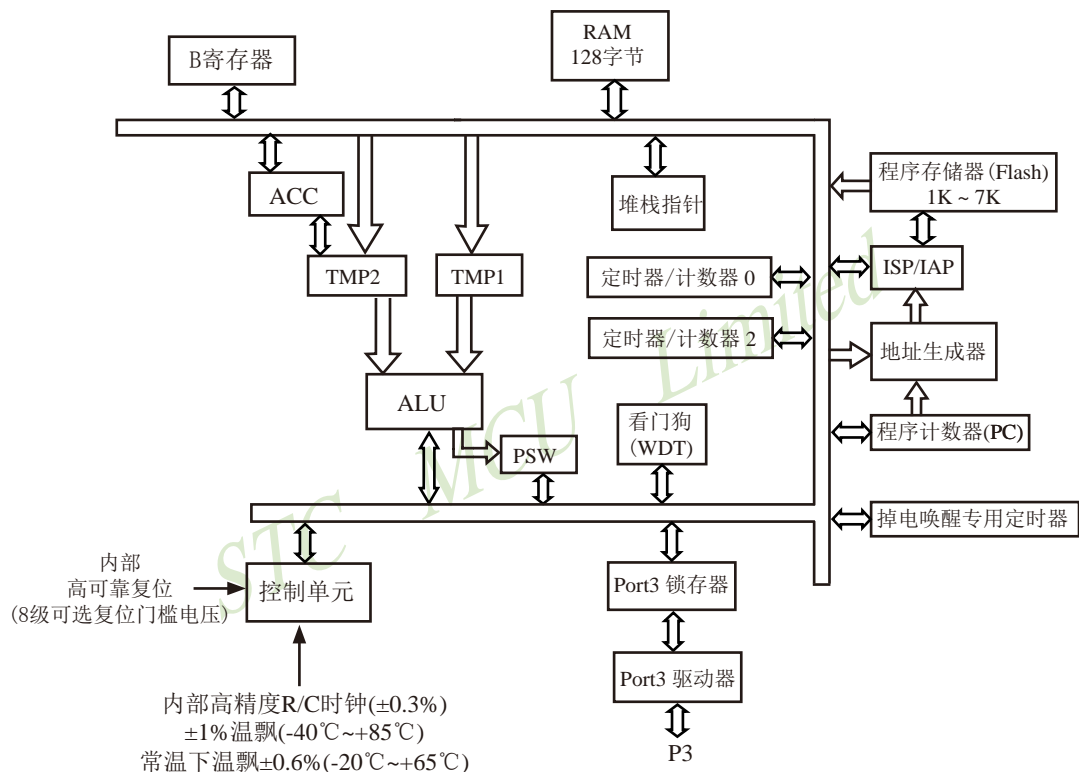 B寄存器
RAM
128字节
ACC
堆栈指针
程序存储器(Flash)
1K ~ 7K
TMP2
TMP1
定时器/计数器 0
ISP/IAP
定时器/计数器 2
地址生成器
ALU
看门狗
(WDT)
PSW
程序计数器(PC)
掉电唤醒专用定时器
内部
高可靠复位
(8级可选复位门槛电压)
控制单元
Port3 锁存器
内部高精度R/C时钟(±0.3%)
±1%温飘(-40℃~+85℃)
常温下温飘±0.6%(-20℃~+65℃)
Port3 驱动器
P3
STC MCU Limited